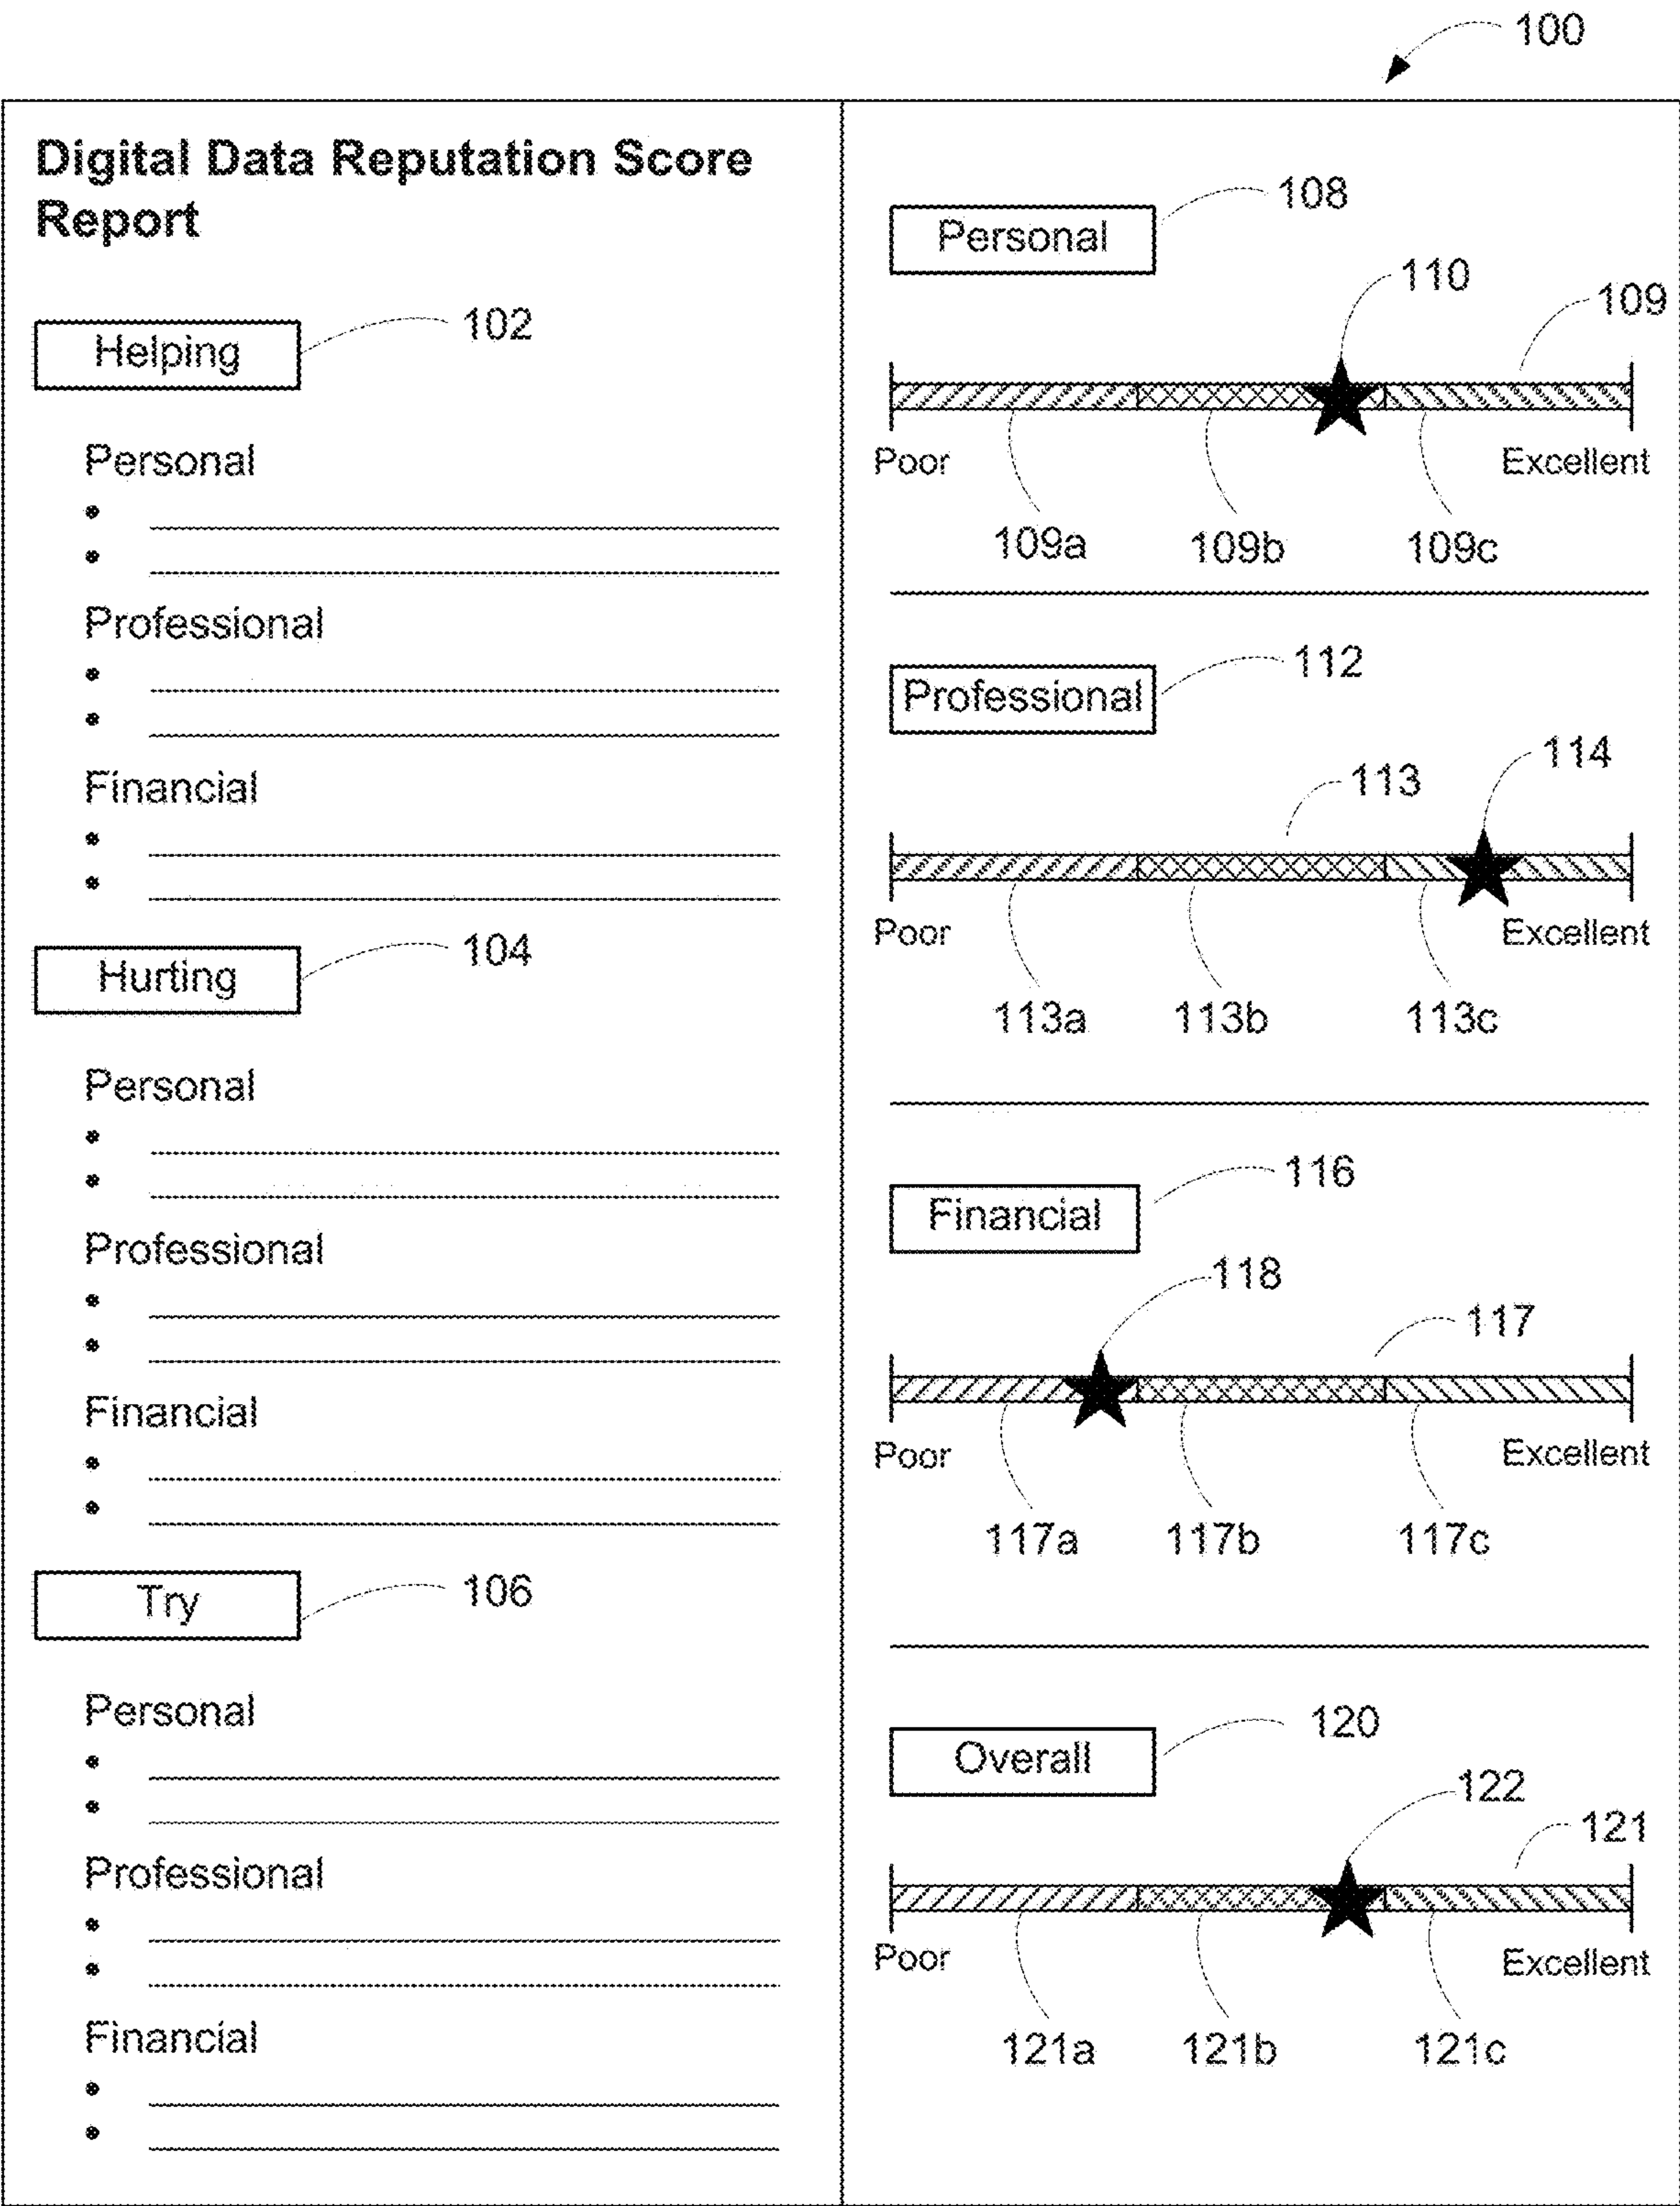 100
Digital Data Reputation Score
Report
Helping
102
Personal
•
•
Professional
•
•
Financial
•
•
Hurting
104
Personal
•
•
Professional
•
•
Financial
•
•
Try
106
Personal
•
•
Professional
•
•
Financial
•
•
108
Personal
110
109
Poor
Excellent
109a 109b 109c
112
Professional
114
113
Poor
Excellent
113a 113b 113c
116
Financial
118
117
Poor
Excellent
117a 117b 117c
120
Overall
122
121
Poor
Excellent
121a 121b 121c